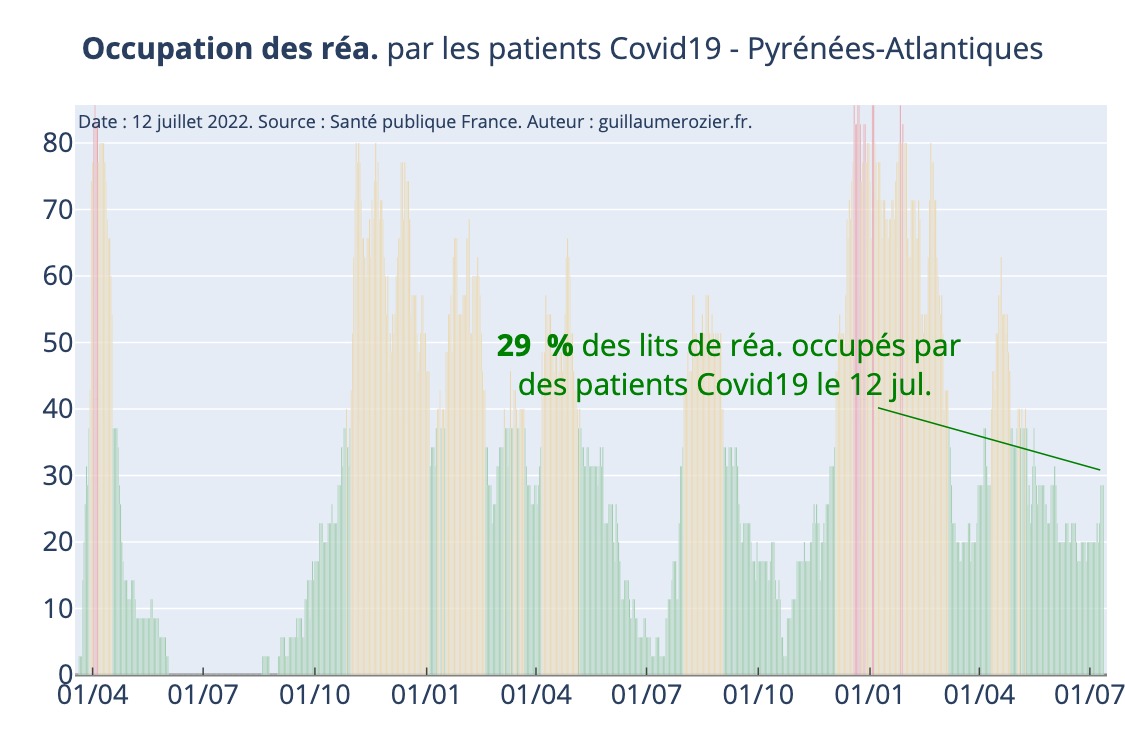 Occupation des réa. par les patients Covid19 - Pyrénées-Atlantiques
Date : 12 juillet 2022. Source : Santé publique France. Auteur : guillaumerozier.fr.
80
70
60
50
40
30
20
10
0
29 % des lits de réa. occupés par
des patients Covid19 le 12 jul.
01/04 01/07 01/10 01/01 01/04 01/07 01/10 01/01 01/04 01/07